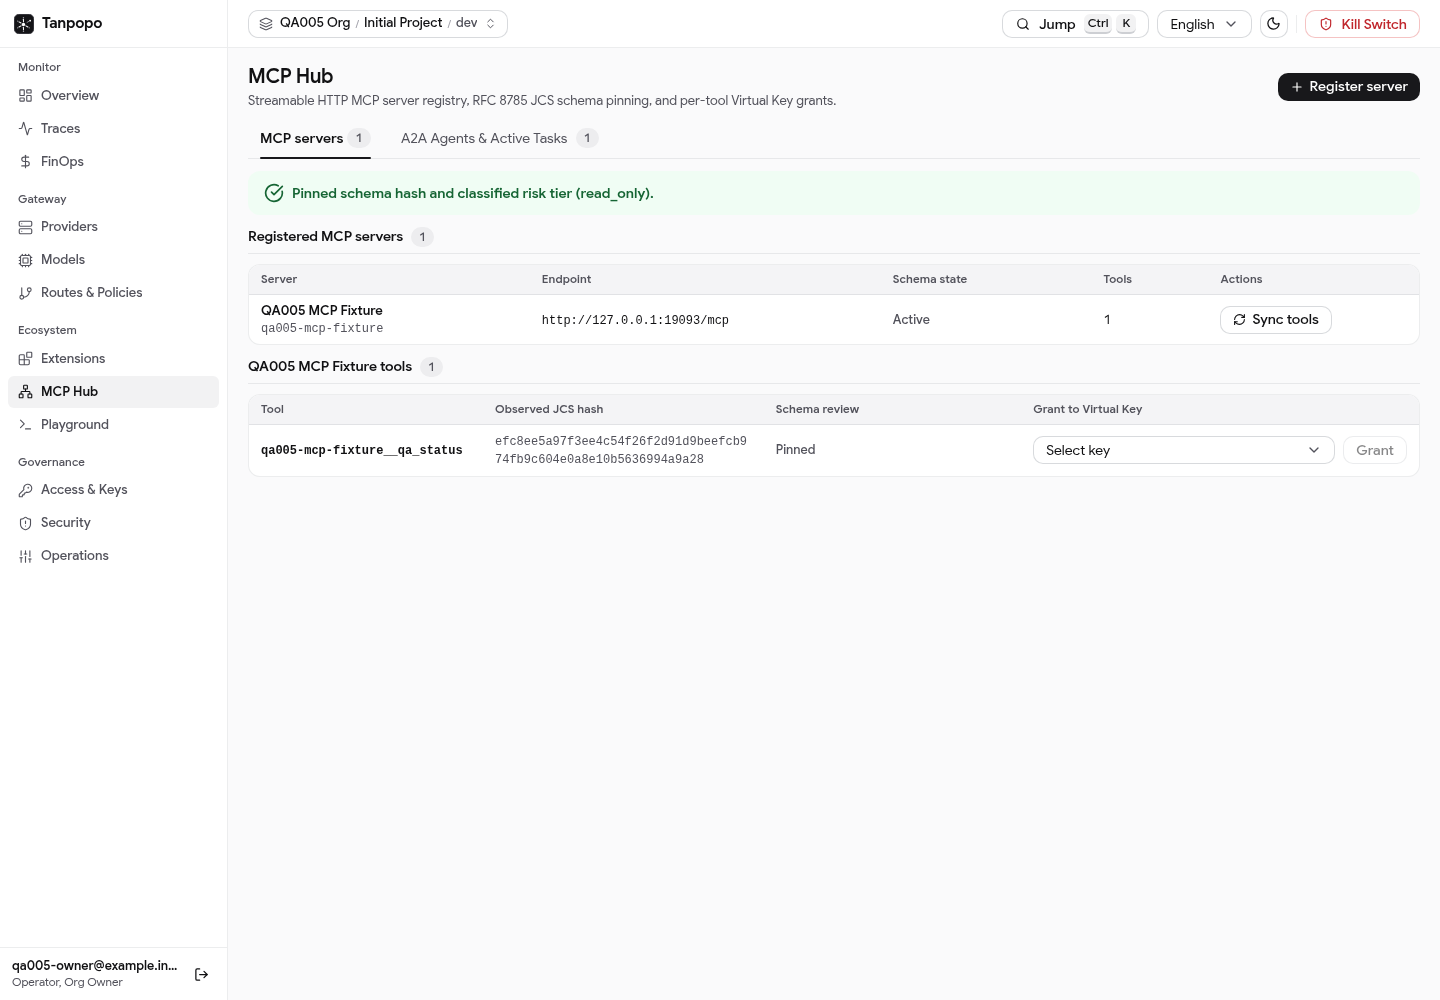 Tanpopo
QA005 Org / Initial Project / dev
Jump Ctrl K
English
Kill Switch
Monitor
Overview
Traces
FinOps
Gateway
Providers
Models
Routes & Policies
Ecosystem
Extensions
MCP Hub
Playground
Governance
Access & Keys
Security
Operations
qa005-owner@example.in...
Operator, Org Owner
MCP Hub
Streamable HTTP MCP server registry, RFC 8785 JCS schema pinning, and per-tool Virtual Key grants.
Register server
MCP servers 1
A2A Agents & Active Tasks 1
Pinned schema hash and classified risk tier (read_only).
Registered MCP servers 1
Server Endpoint Schema state Tools Actions
QA005 MCP Fixture
qa005-mcp-fixture
http://127.0.0.1:19093/mcp
Active
1
Sync tools
QA005 MCP Fixture tools 1
Tool Observed JCS hash Schema review Grant to Virtual Key
qa005-mcp-fixture__qa_status
efc8ee5a97f3ee4c54f26f2d91d9beefcb9
74fb9c604e0a8e10b5636994a9a28
Pinned
Select key
Grant